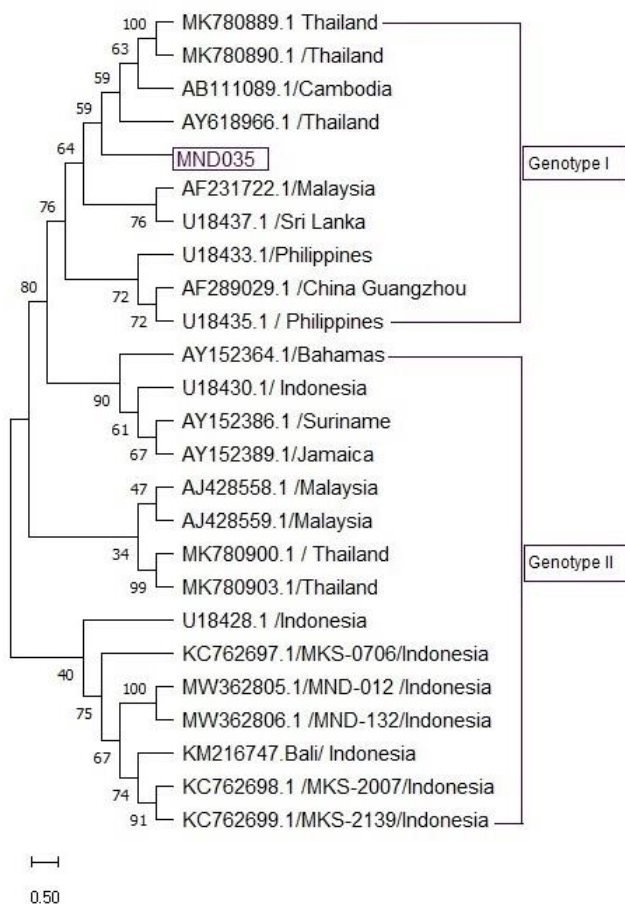 100
MK780889.1 Thailand
63
MK780890.1 /Thailand
59
AB111089.1/Cambodia
59
AY618966.1 /Thailand
64
MND035
Genotype I
AF231722.1/Malaysia
76
76
U18437.1 /Sri Lanka
U18433.1/Philippines
80
72
AF289029.1 /China Guangzhou
72
U18435.1 / Philippines
AY152364.1/Bahamas
90
U18430.1/ Indonesia
61
AY152386.1 /Suriname
67
AY152389.1/Jamaica
47
AJ428558.1 /Malaysia
AJ428559.1/Malaysia
34
MK780900.1 / Thailand
Genotype II
99
MK780903.1/Thailand
U18428.1 /Indonesia
40
KC762697.1/MKS-0706/Indonesia
75
100
MW362805.1/MND-012 /Indonesia
MW362806.1 /MND-132/Indonesia
67
KM216747.Bali/ Indonesia
74
KC762698.1 /MKS-2007/Indonesia
91
KC762699.1/MKS-2139/Indonesia
0.50